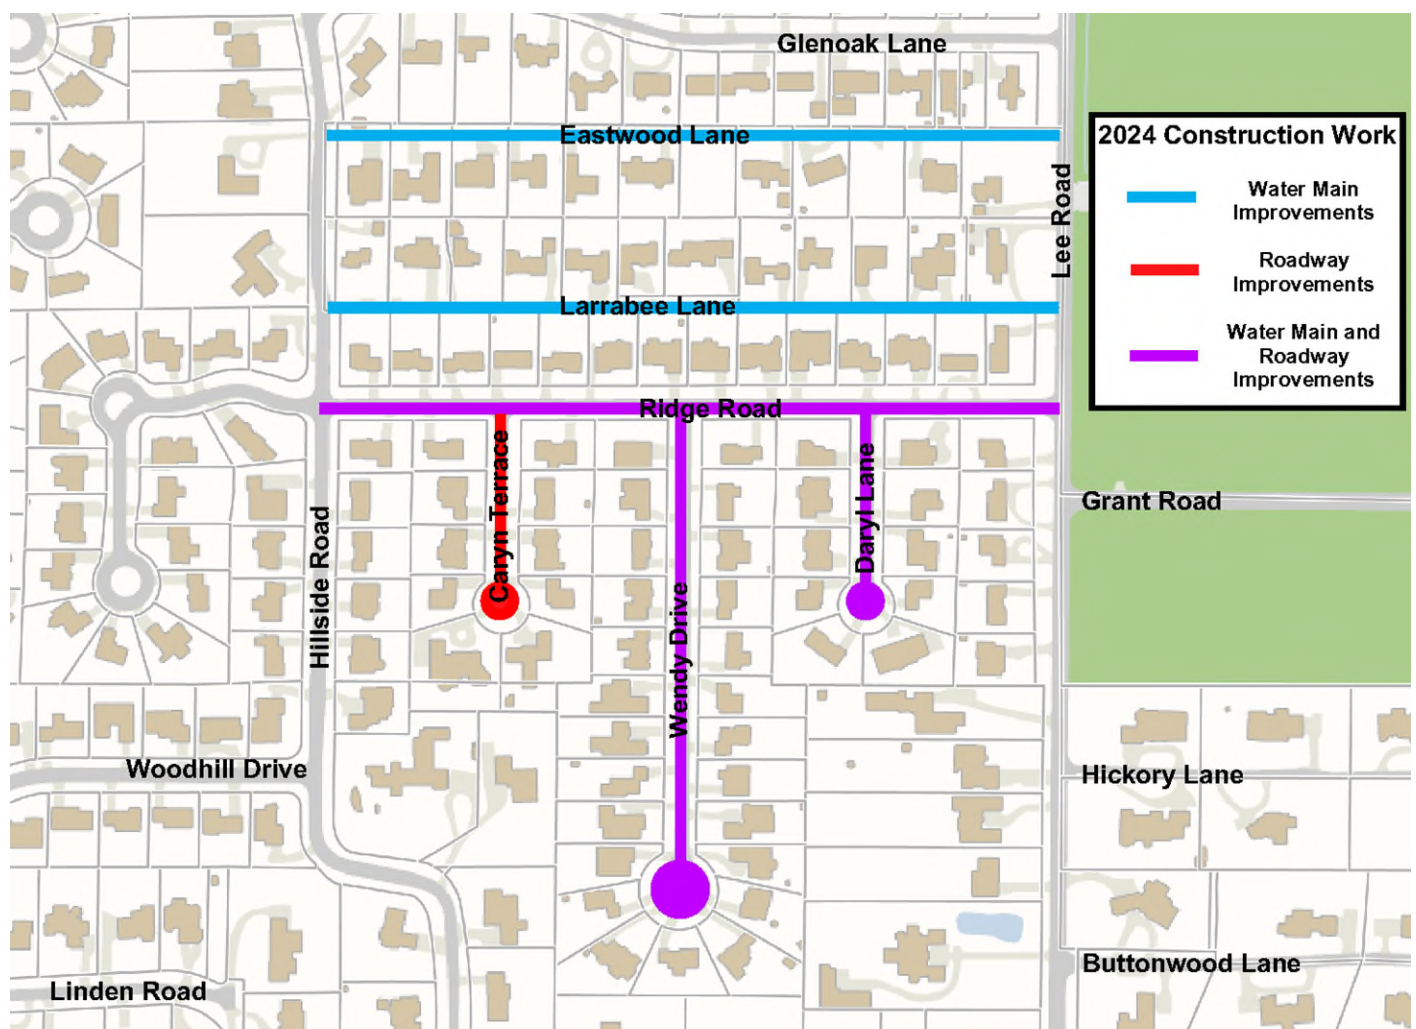 Glenoak Lane
2024 Construction Work
Eastwood Lane
Water Main
Improvements
Lee Road
Roadway
Improvements
Larrabee Lane
Water Main and
Roadway
Improvements
Ridge Road
Caryn Terrace
Daryl Lane
Grant Road
Hillside Road
Wendy Drive
Woodhill Drive
Hickory Lane
Buttonwood Lane
Linden Road